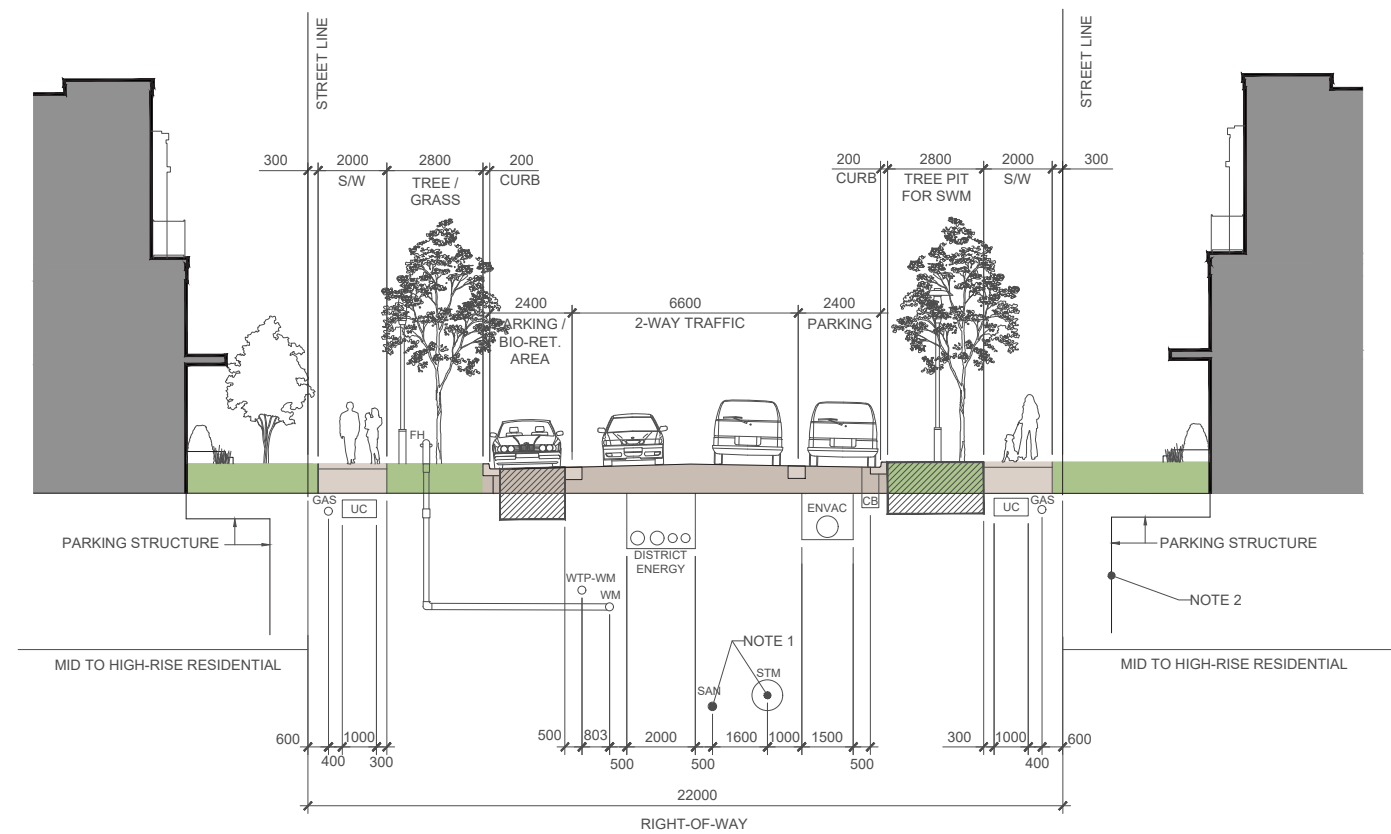 STREET LINE
STREET LINE
300
2000
2800
200
200
2800
2000
300
S/W
TREE /
GRASS
CURB
CURB
TREE PIT
FOR SWM
S/W
2400
6600
2400
PARKING /
BIO-RET.
AREA
2-WAY TRAFFIC
PARKING
FH
GAS
UC
ENVAC
CB
UC
GAS
PARKING STRUCTURE
DISTRICT
ENERGY
PARKING STRUCTURE
WTP-WM
WM
NOTE 2
NOTE 1
MID TO HIGH-RISE RESIDENTIAL
SAN
STM
MID TO HIGH-RISE RESIDENTIAL
600
1000
500
803
2000
1600
1000
1500
300
1000
600
400
300
500
500
500
400
22000
RIGHT-OF-WAY